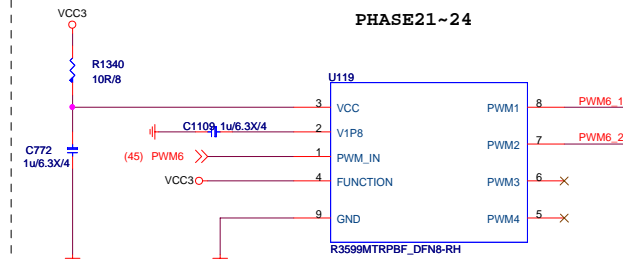 VCC3
PHASE21~24
R1340
10R/8
U119
3 VCC PWM1 8 PWM6_1
C1109 1u/6.3X/4 2 V1P8
C772
1u/6.3X/4
PWM2 7 PWM6_2
(45) PWM6 1 PWM_IN
VCC3 4 FUNCTION PWM3 6
9 GND PWM4 5
R3599MTRPBF_DFN8-RH